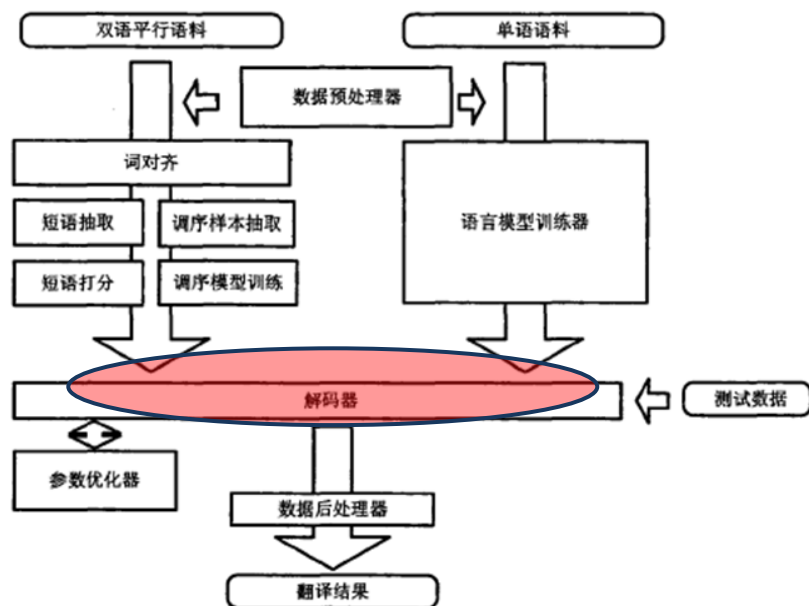 双语平行语料
单语语料
数据预处理器
词对齐
短语抽取
调序样本抽取
语言模型训练器
短语打分
调序模型训练
解码器
测试数据
参数优化器
数据后处理器
翻译结果